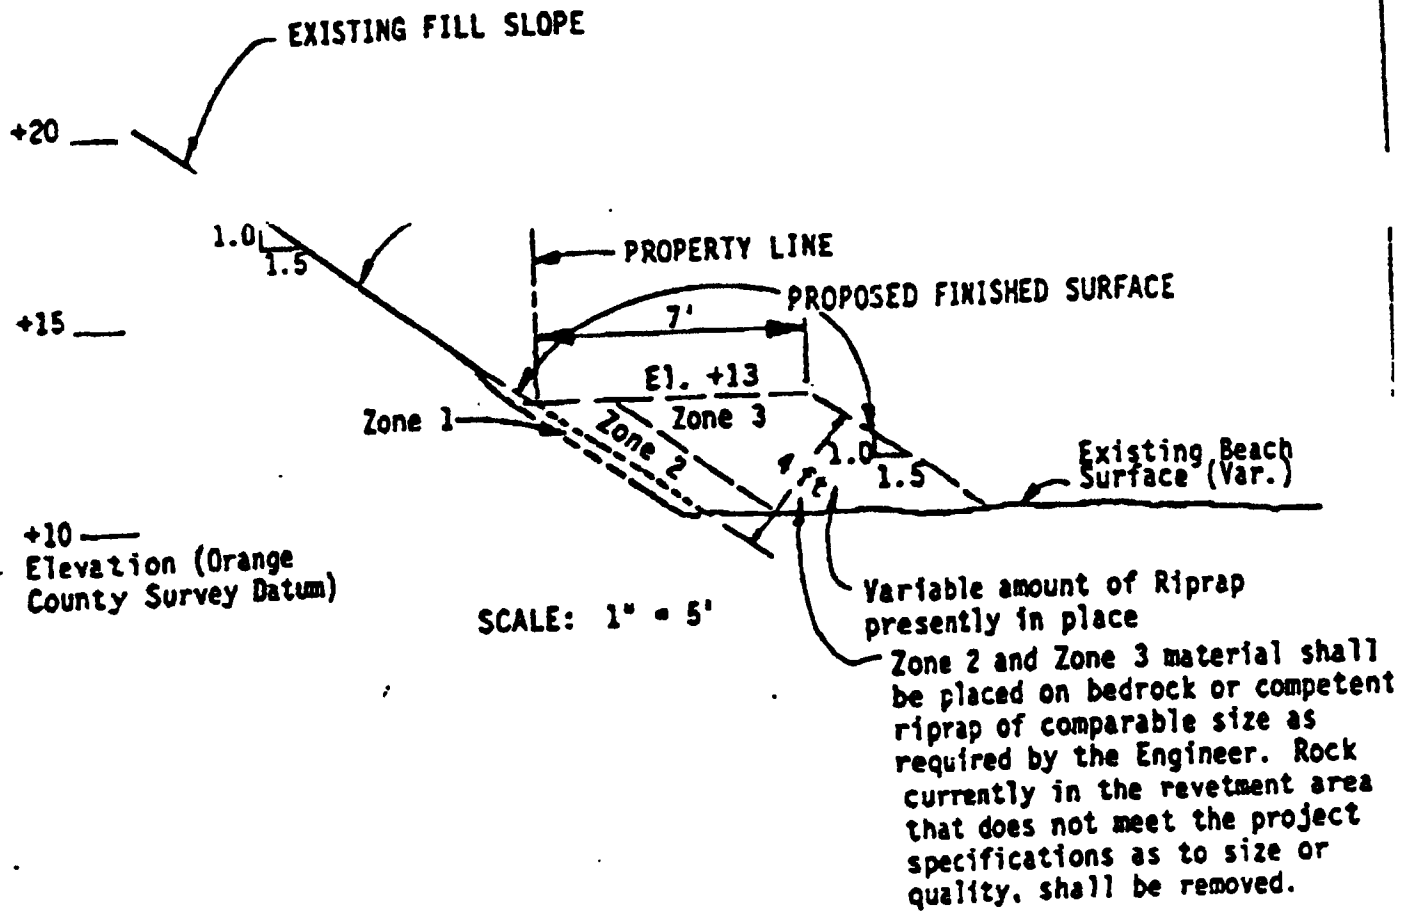 EXISTING FILL SLOPE
+20
1.0
1.5
PROPERTY LINE
PROPOSED FINISHED SURFACE
+15
7'
El. +13
Zone 1
Zone 2
Zone 3
1.0
1.5
Existing Beach
Surface (Var.)
+10
Elevation (Orange
County Survey Datum)
SCALE: 1" = 5'
Variable amount of Riprap
presently in place
Zone 2 and Zone 3 material shall
be placed on bedrock or competent
riprap of comparable size as
required by the Engineer. Rock
currently in the revetment area
that does not meet the project
specifications as to size or
quality, shall be removed.